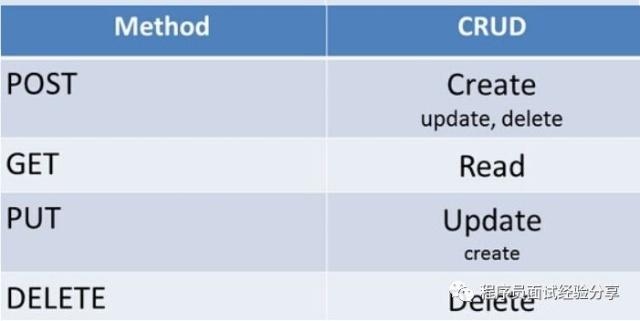 Method CRUD
POST Create
update, delete
GET Read
PUT Update
create
DELETE Delete
程序员面试经验分享